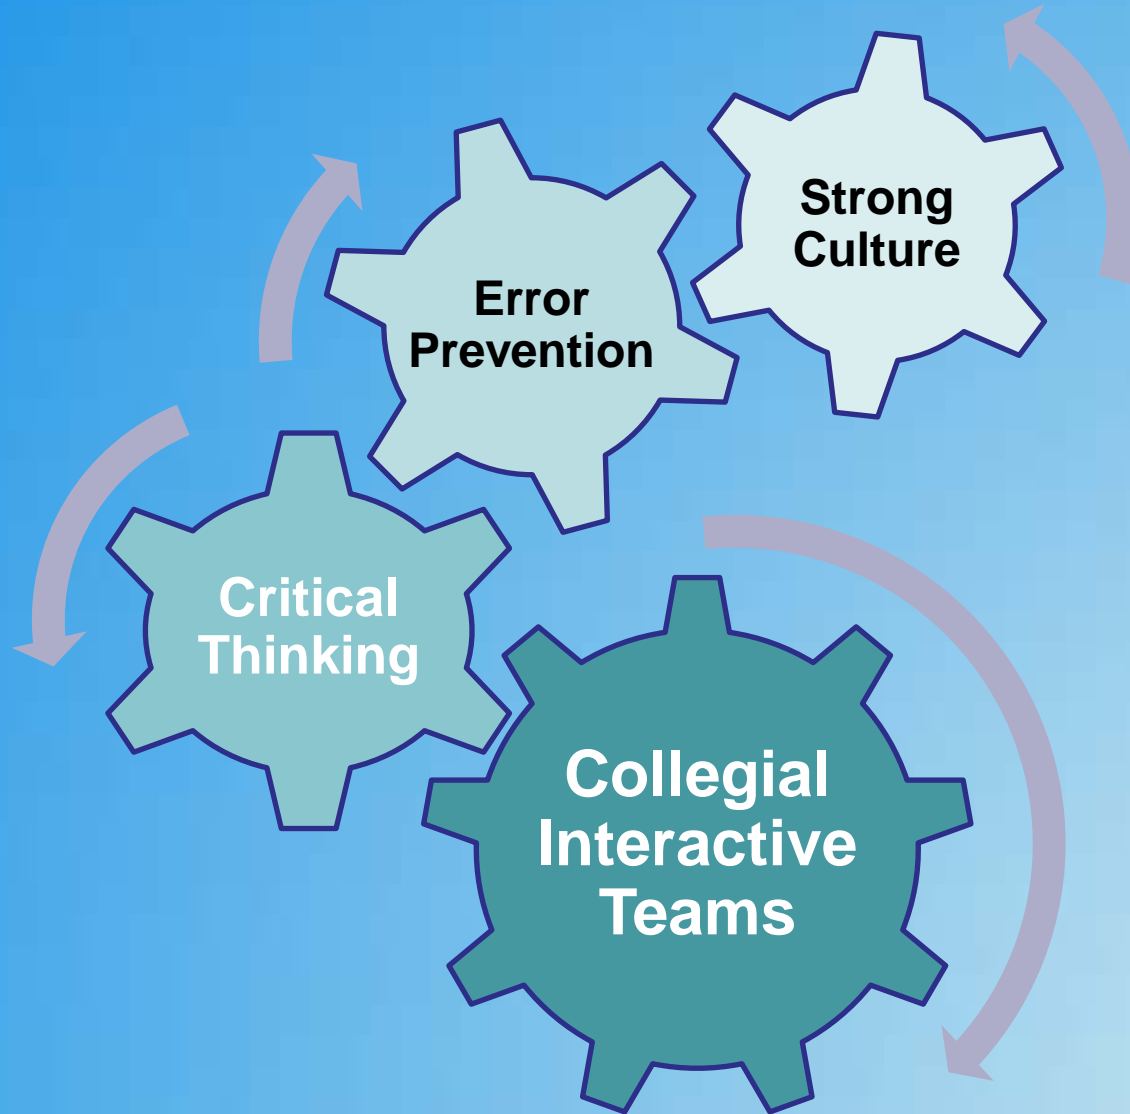 Strong
Culture
Error
Prevention
Critical
Thinking
Collegial
Interactive
Teams